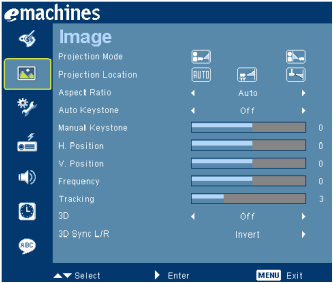 emachines
Image
Projection Mode
Projection Location AUTO
Aspect Ratio Auto
Auto Keystone Off
Manual Keystone 0
H. Position 0
V. Position 0
Frequency 0
Tracking 3
3D Off
3D Sync L/R Invert
ABC
Select Enter MENU Exit